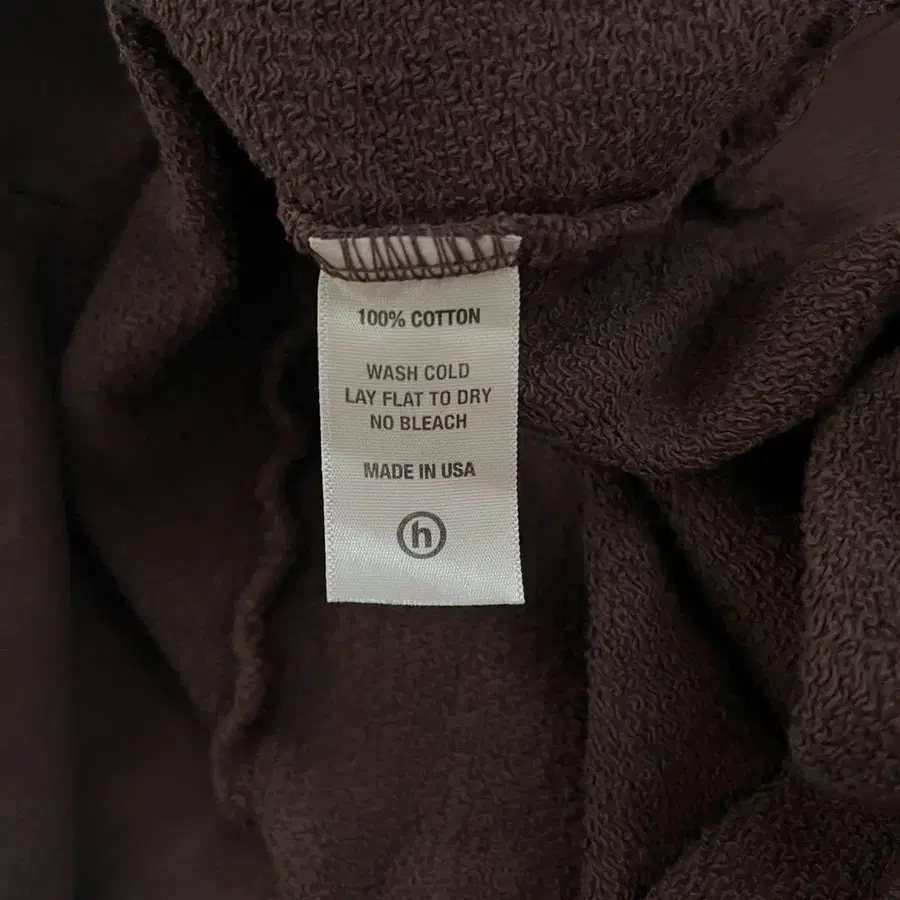 100% COTTON
WASH COLD
LAY FLAT TO DRY
NO BLEACH
MADE IN USA
h